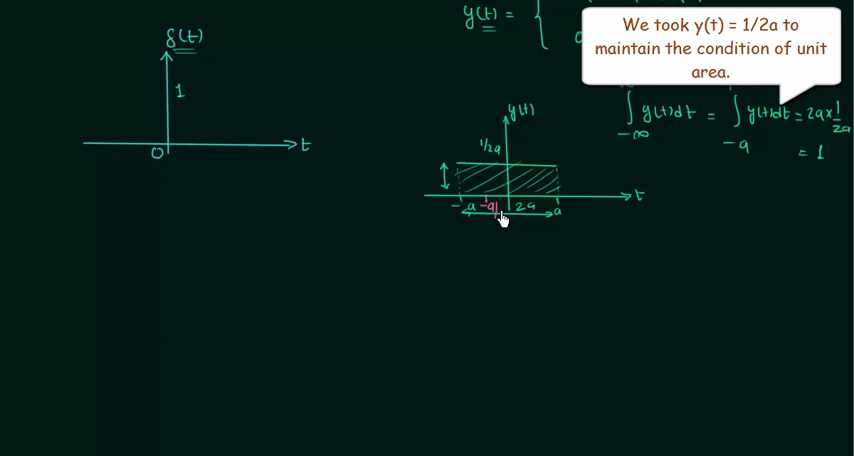 y(t) =
We took y(t) = 1/2a to
maintain the condition of unit
area.
δ(t)
1
0
t
∫ y(t)dt = ∫ y(t)dt = 2a x 1/2a
-∞
-a
= 1
y(t)
1/2a
-a
2a
a
t